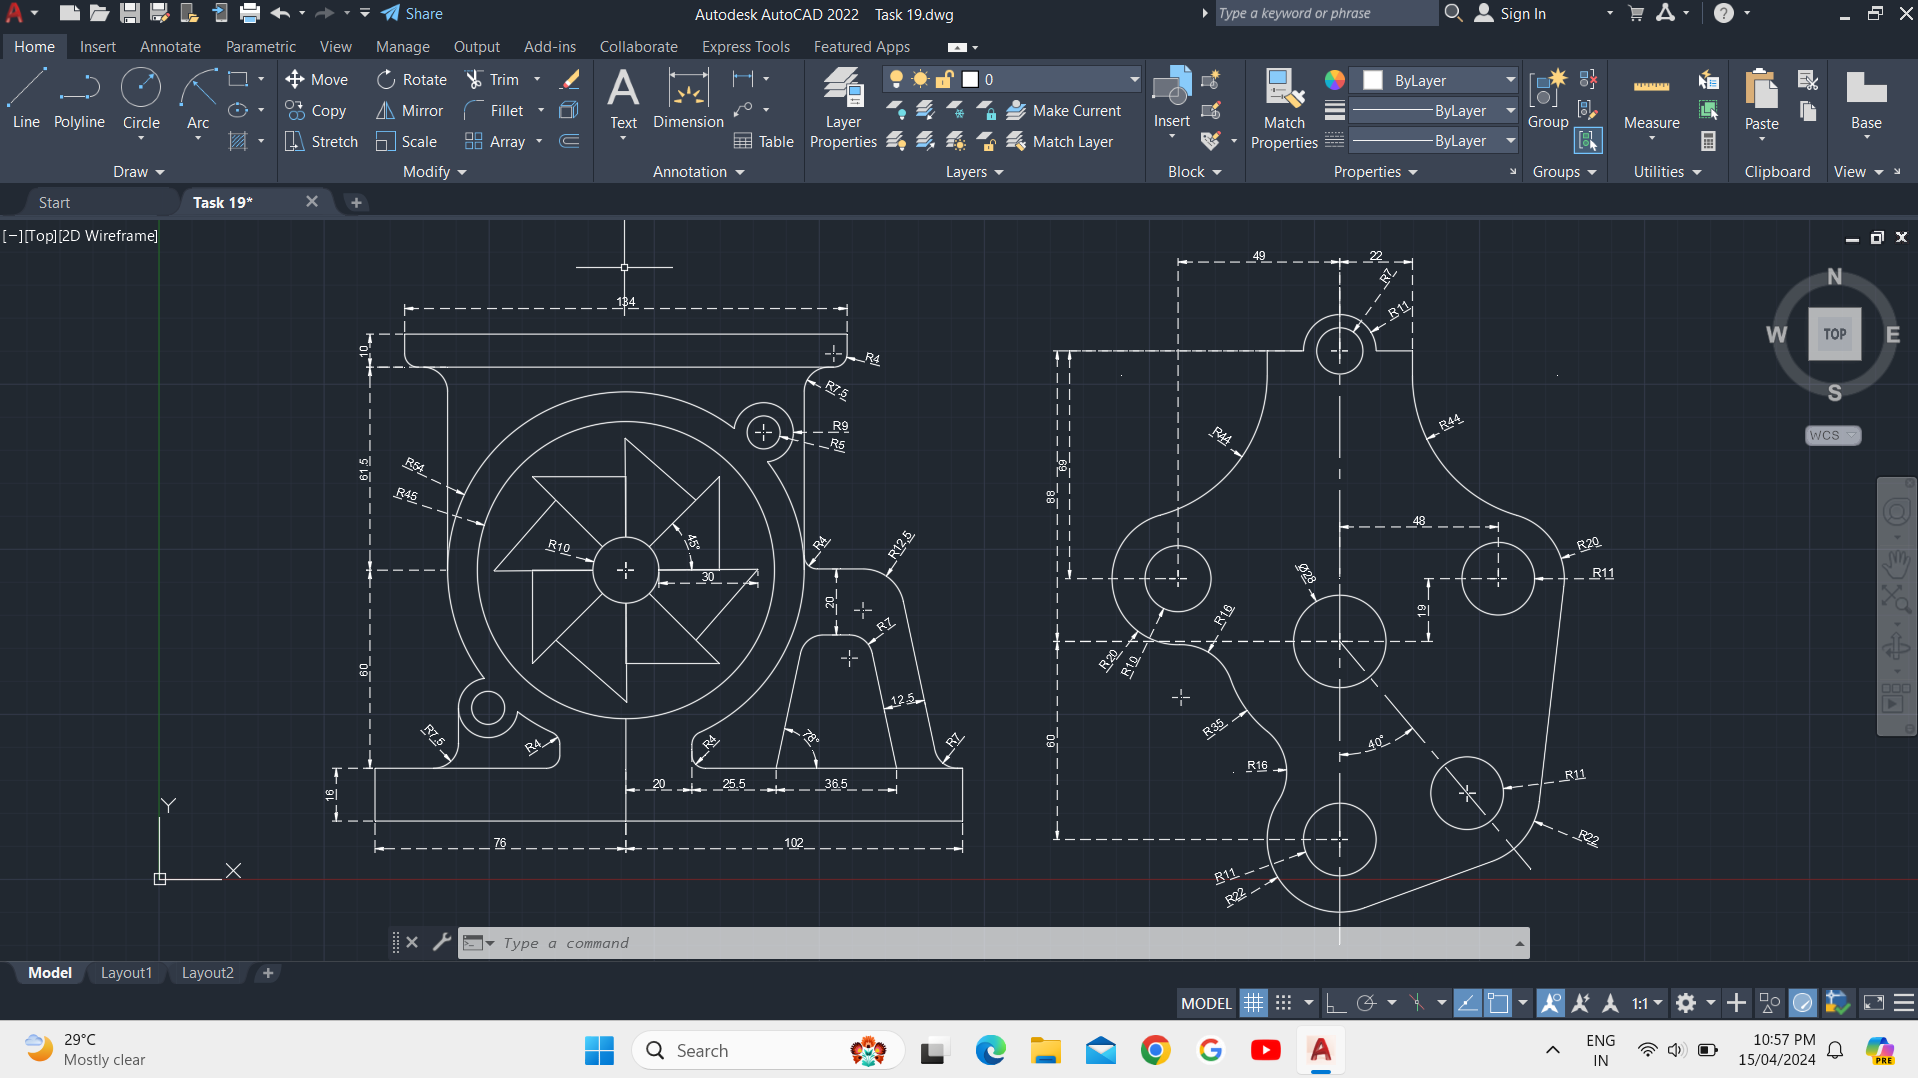 Share
Autodesk AutoCAD 2022 Task 19.dwg
Type a keyword or phrase
Sign In
Home Insert Annotate Parametric View Manage Output Add-ins Collaborate Express Tools Featured Apps
Line Polyline Circle Arc
Move Rotate Trim
Copy Mirror Fillet
Stretch Scale Array
Text Dimension Table
Layer Properties
0
Make Current
Match Layer
Insert
Match Properties
ByLayer
ByLayer
ByLayer
Group
Measure
Paste
Base
Draw Modify Annotation Layers Block Properties Groups Utilities Clipboard View
Start Task 19*
[−][Top][2D Wireframe]
134
10
R4
R7.5
R9
R5
61.5
R54
R45
R10
45°
30
R4
R12.5
20
R7
60
12.5
R7.5
R4
R4
78°
R7
16
20 25.5 36.5
76 102
Y
X
49 22
R7
R11
R44
R44
69
88
48
R20
R11
Ø28
19
R16
R20
R10
R35
60
40°
R16
R11
R11
R22
R22
N
W TOP E
S
WCS
Type a command
Model Layout1 Layout2
MODEL
1:1
29°C
Mostly clear
Search
ENG
IN
10:57 PM
15/04/2024
PRE